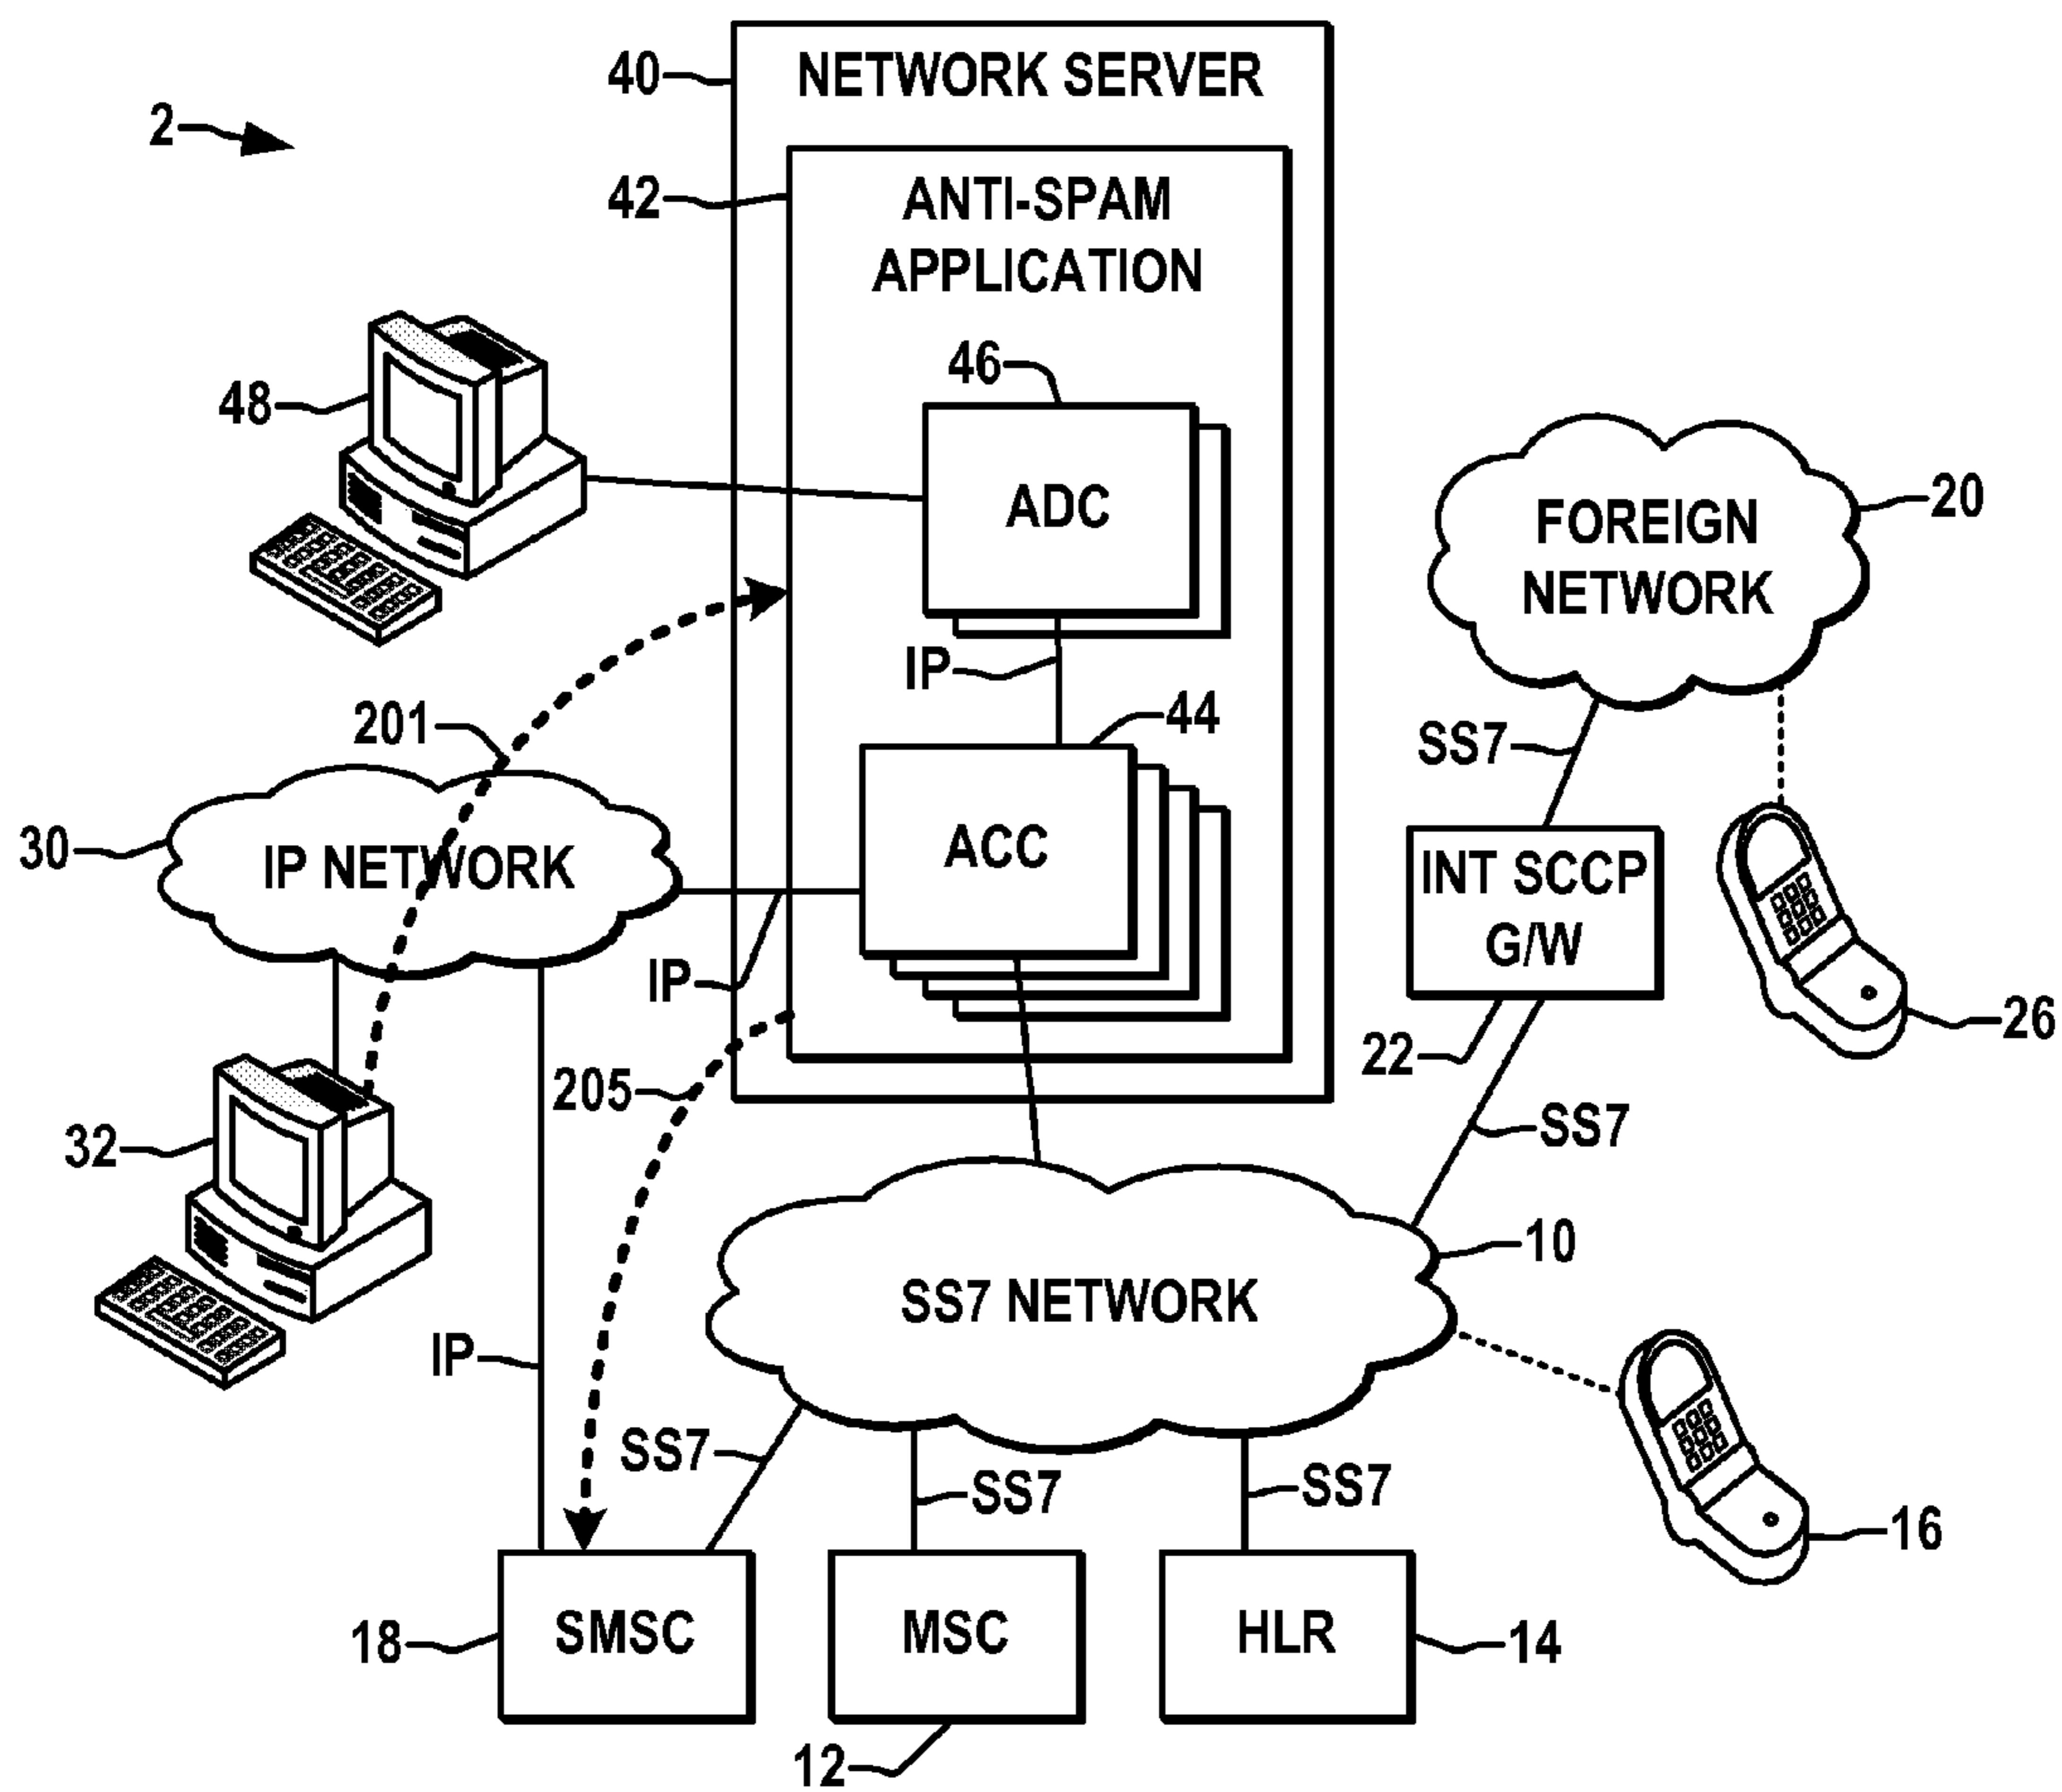 40
NETWORK SERVER
2
42
ANTI-SPAM
APPLICATION
46
48
ADC
20
FOREIGN
NETWORK
IP
201
44
SS7
30
IP NETWORK
ACC
INT SCCP
G/W
IP
22
26
205
SS7
32
10
SS7 NETWORK
IP
SS7
SS7
SS7
16
18
SMSC
MSC
HLR
14
12